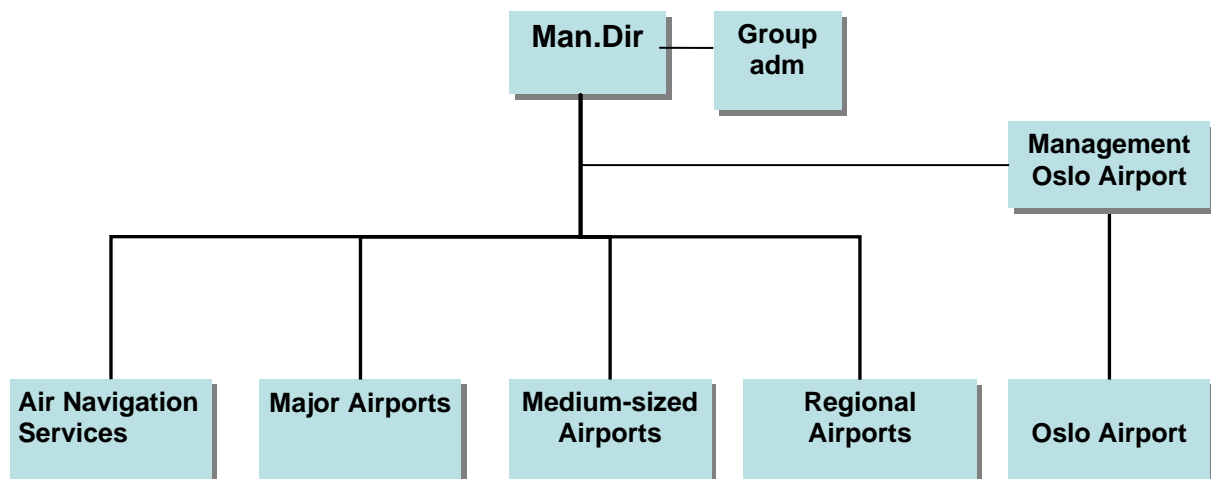 Man.Dir
Group
adm
Management
Oslo Airport
Air Navigation
Services
Major Airports
Medium-sized
Airports
Regional
Airports
Oslo Airport